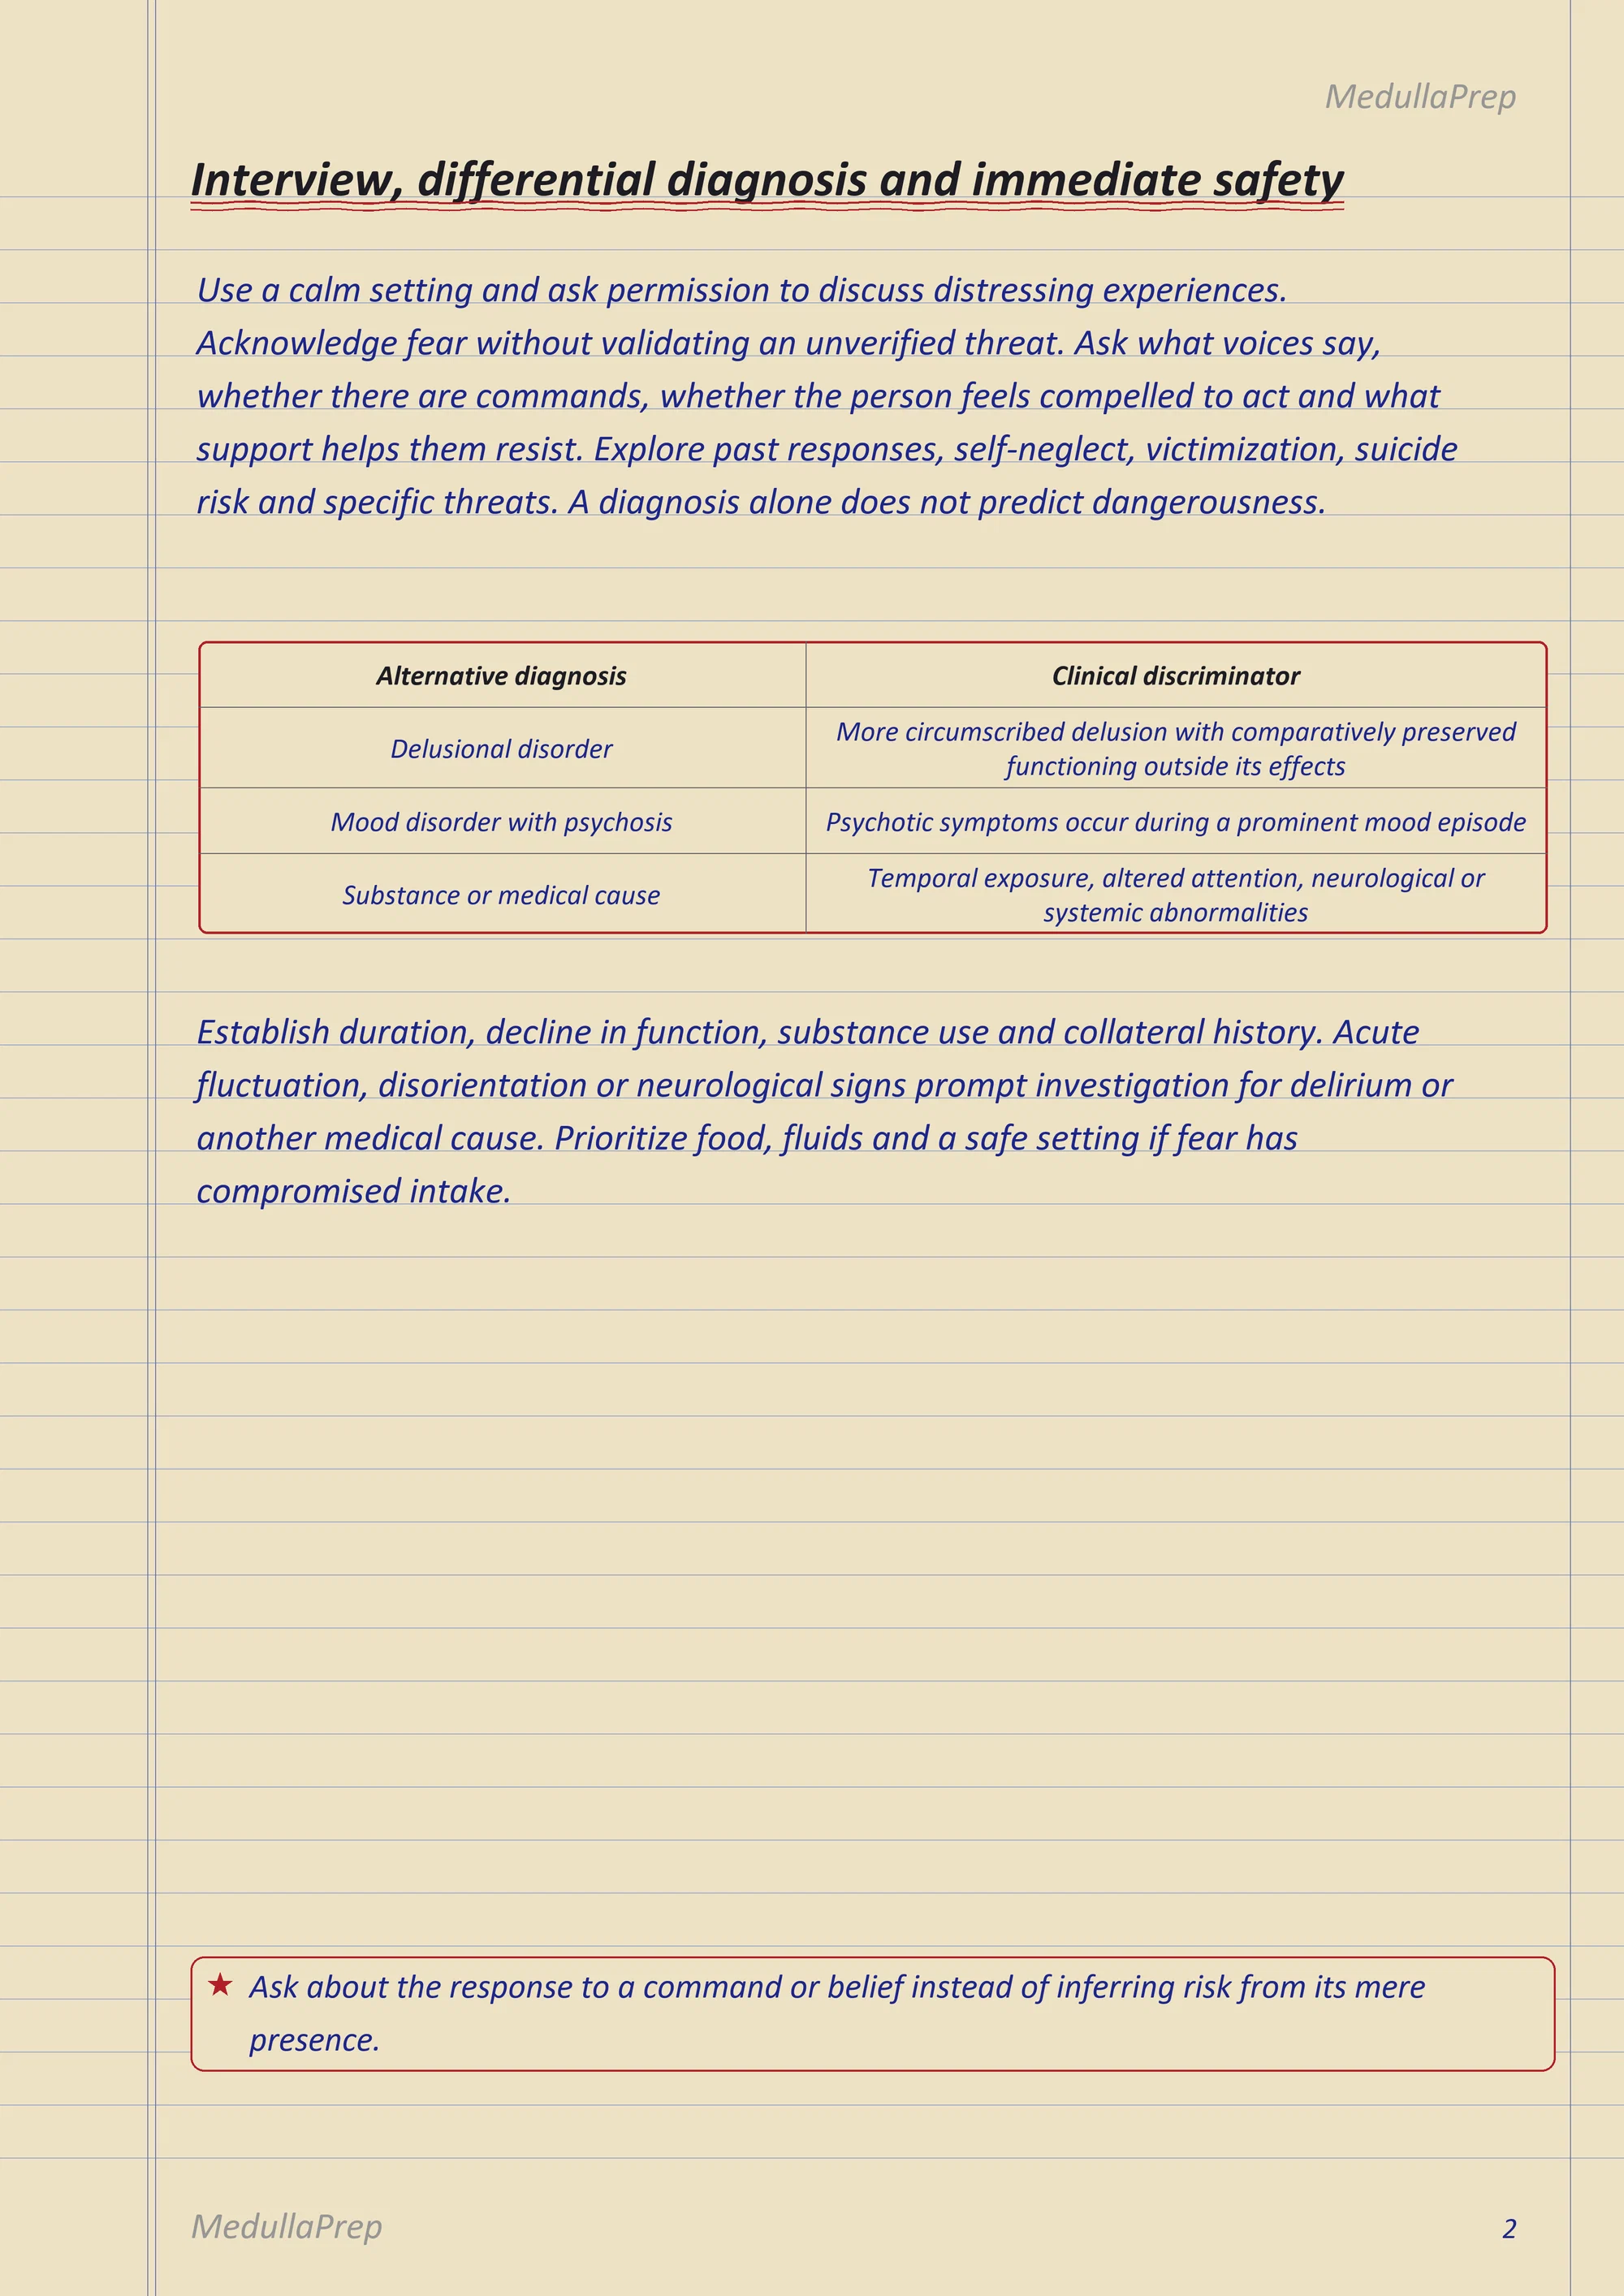 MedullaPrep
Interview, differential diagnosis and immediate safety
Use a calm setting and ask permission to discuss distressing experiences.
Acknowledge fear without validating an unverified threat. Ask what voices say,
whether there are commands, whether the person feels compelled to act and what
support helps them resist. Explore past responses, self-neglect, victimization, suicide
risk and specific threats. A diagnosis alone does not predict dangerousness.
Alternative diagnosis
Clinical discriminator
Delusional disorder
More circumscribed delusion with comparatively preserved
functioning outside its effects
Mood disorder with psychosis
Psychotic symptoms occur during a prominent mood episode
Substance or medical cause
Temporal exposure, altered attention, neurological or
systemic abnormalities
Establish duration, decline in function, substance use and collateral history. Acute
fluctuation, disorientation or neurological signs prompt investigation for delirium or
another medical cause. Prioritize food, fluids and a safe setting if fear has
compromised intake.
★ Ask about the response to a command or belief instead of inferring risk from its mere
presence.
MedullaPrep
2